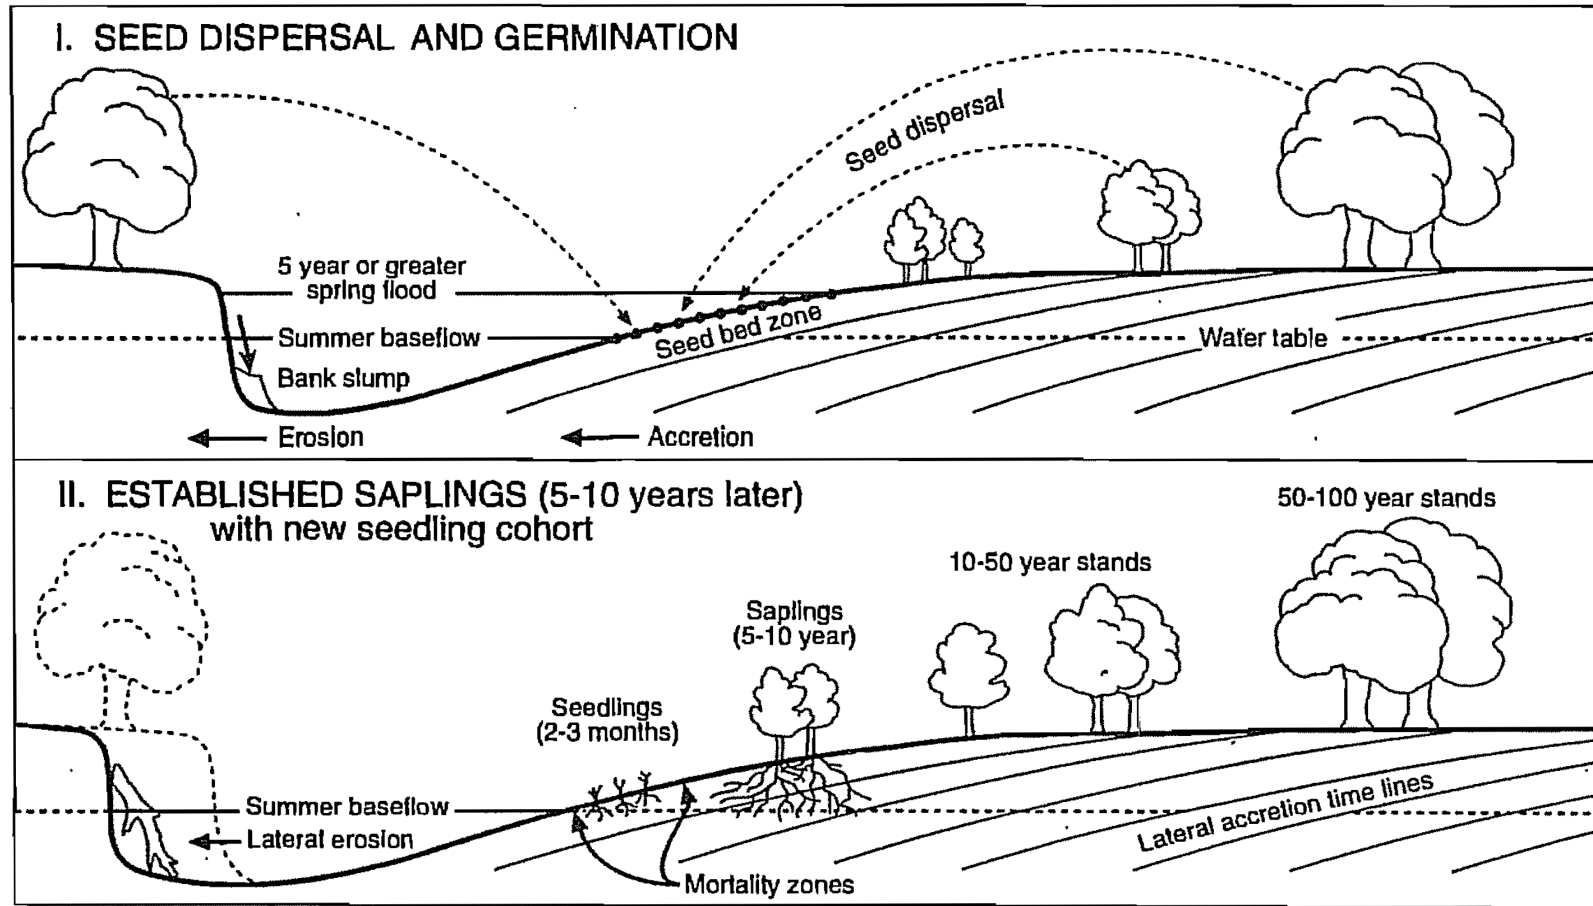 I. SEED DISPERSAL AND GERMINATION
Seed dispersal
5 year or greater
spring flood
Summer baseflow
Seed bed zone
Water table
Bank slump
Erosion
Accretion
II. ESTABLISHED SAPLINGS (5-10 years later)
with new seedling cohort
50-100 year stands
10-50 year stands
Saplings
(5-10 year)
Seedlings
(2-3 months)
Summer baseflow
Lateral erosion
Lateral accretion time lines
Mortality zones